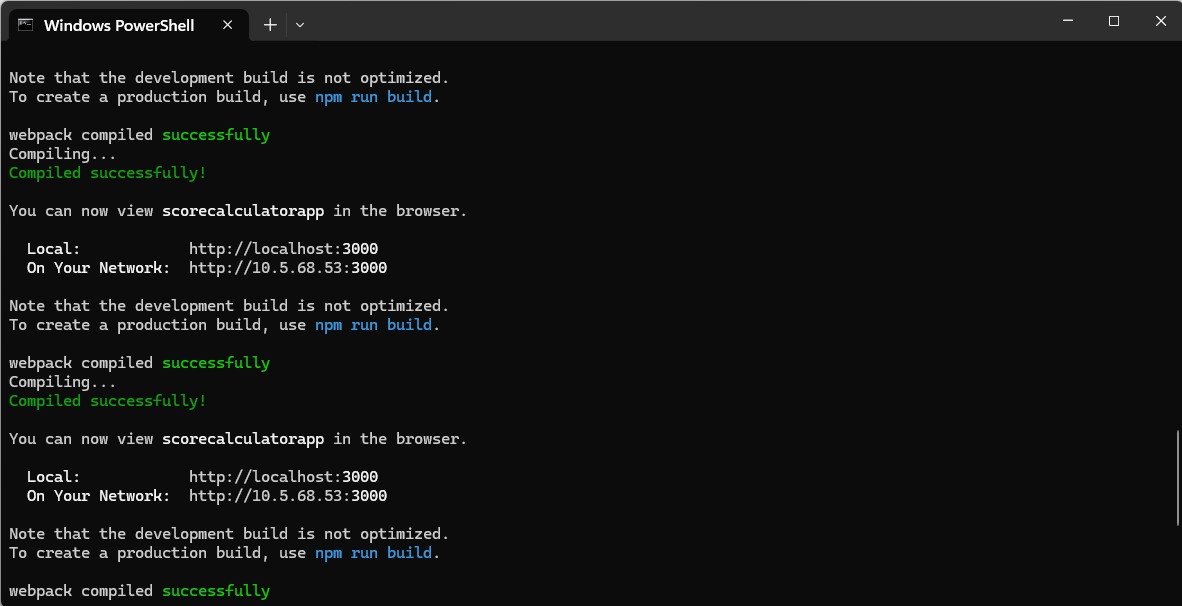 Windows PowerShell
Note that the development build is not optimized.
To create a production build, use npm run build.
webpack compiled successfully
Compiling...
Compiled successfully!
You can now view scorecalculatorapp in the browser.
Local: http://localhost:3000
On Your Network: http://10.5.68.53:3000
Note that the development build is not optimized.
To create a production build, use npm run build.
webpack compiled successfully
Compiling...
Compiled successfully!
You can now view scorecalculatorapp in the browser.
Local: http://localhost:3000
On Your Network: http://10.5.68.53:3000
Note that the development build is not optimized.
To create a production build, use npm run build.
webpack compiled successfully